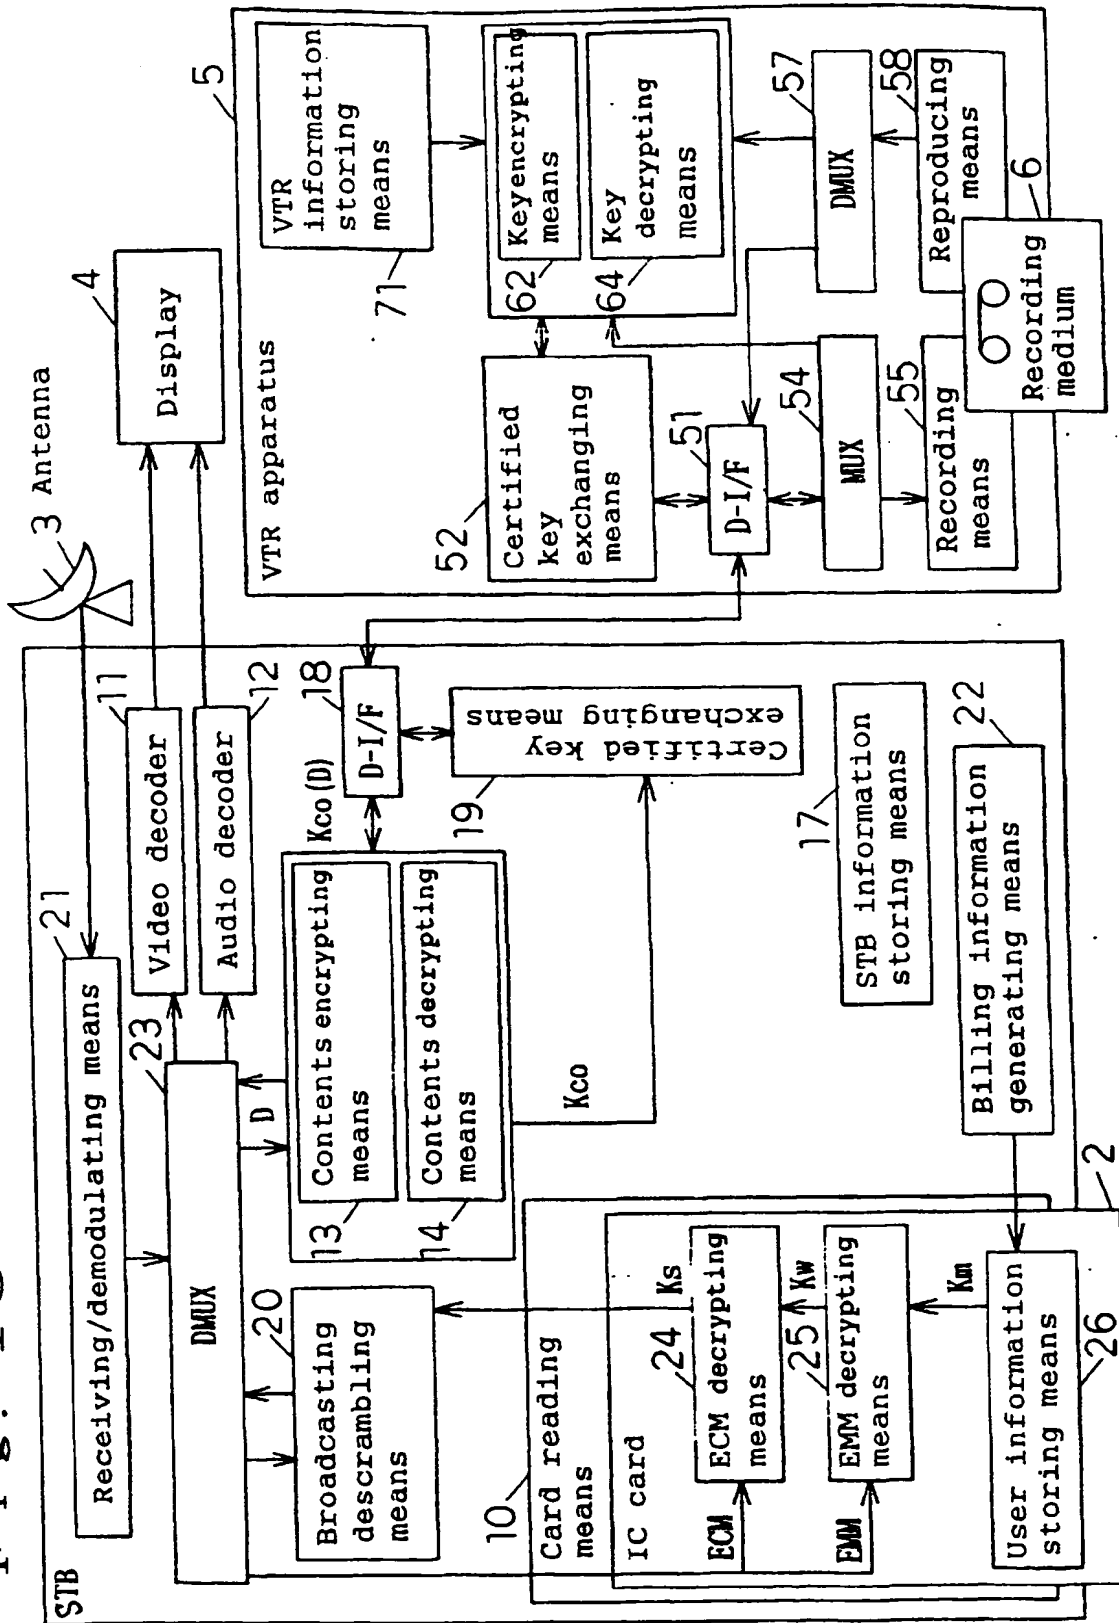 STB
21
Receiving/demodulating means
3 Antenna
4
Display
DMUX
23
11
Video decoder
12
Audio decoder
D
20
Broadcasting
descrambling
means
Contents encrypting
means
13
Contents decrypting
means
14
Kco(D)
18
D-I/F
19
Certified key
exchanging means
Kco
10
Card reading
means
IC card
ECM
EMM
Ks
24
ECM decrypting
means
Kw
25
EMM decrypting
means
Km
User information
storing means
26
2
17
STB information
storing means
22
Billing information
generating means
5
VTR apparatus
VTR
information
storing
means
71
52
Certified
key
exchanging
means
62
Keyencrypting
means
64
Key
decrypting
means
51
D-I/F
54
MUX
57
DMUX
55
Recording
means
58
Reproducing
means
6
Recording
medium